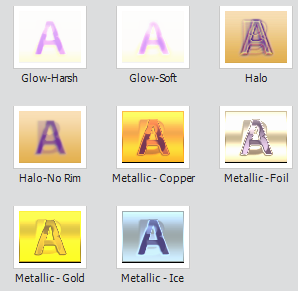 A
A
A
Glow-Harsh
Glow-Soft
Halo
A
A
A
Halo-No Rim
Metallic - Copper
Metallic - Foil
A
A
Metallic - Gold
Metallic - Ice